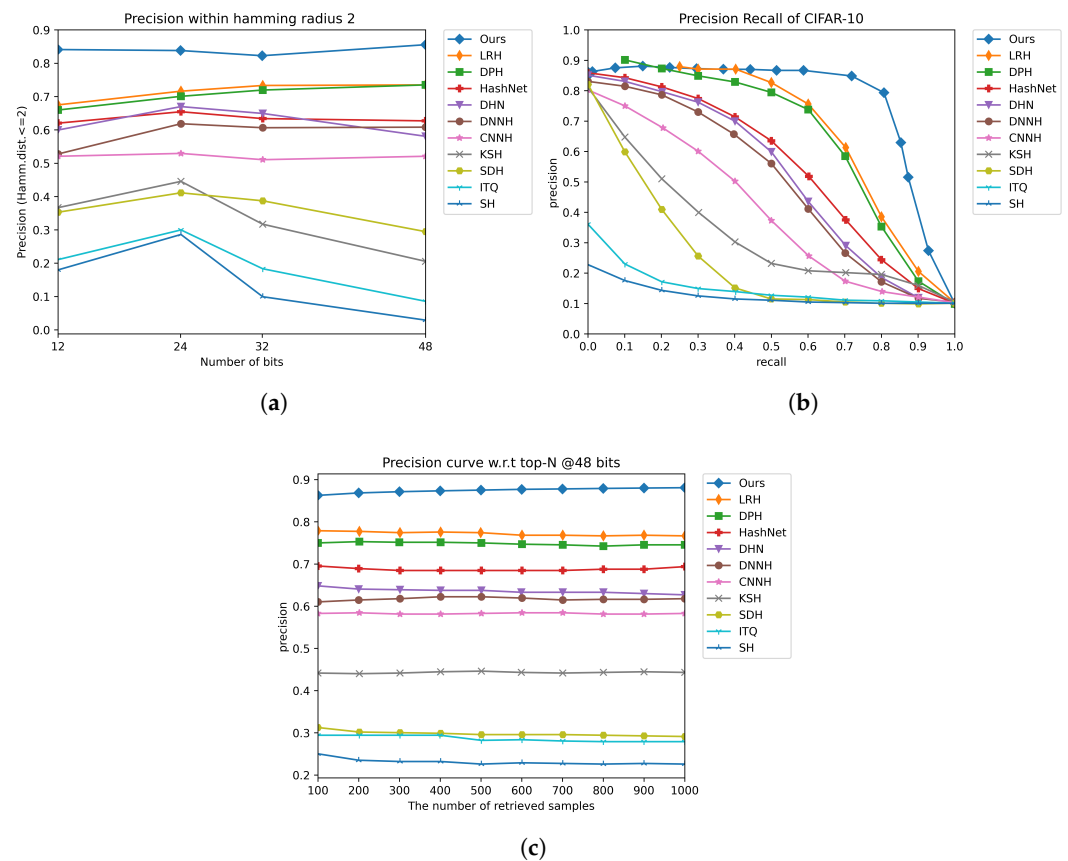 Precision within hamming radius 2
Precision (Hamm.dist.<=2)
0.9
0.8
0.7
0.6
0.5
0.4
0.3
0.2
0.1
0.0
12
24
32
48
Number of bits
Ours
LRH
DPH
HashNet
DHN
DNNH
CNNH
KSH
SDH
ITQ
SH
(a)
Precision Recall of CIFAR-10
precision
1.0
0.9
0.8
0.7
0.6
0.5
0.4
0.3
0.2
0.1
0.0
0.0
0.1
0.2
0.3
0.4
0.5
0.6
0.7
0.8
0.9
1.0
recall
Ours
LRH
DPH
HashNet
DHN
DNNH
CNNH
KSH
SDH
ITQ
SH
(b)
Precision curve w.r.t top-N @48 bits
precision
0.9
0.8
0.7
0.6
0.5
0.4
0.3
0.2
100
200
300
400
500
600
700
800
900
1000
The number of retrieved samples
Ours
LRH
DPH
HashNet
DHN
DNNH
CNNH
KSH
SDH
ITQ
SH
(c)